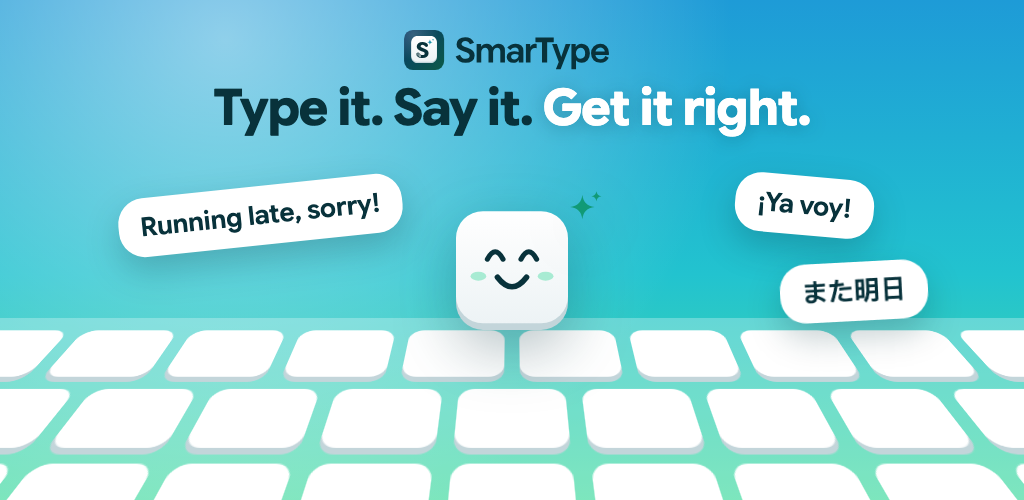 S
SmarType
Type it. Say it. Get it right.
Running late, sorry!
¡Ya voy!
また明日